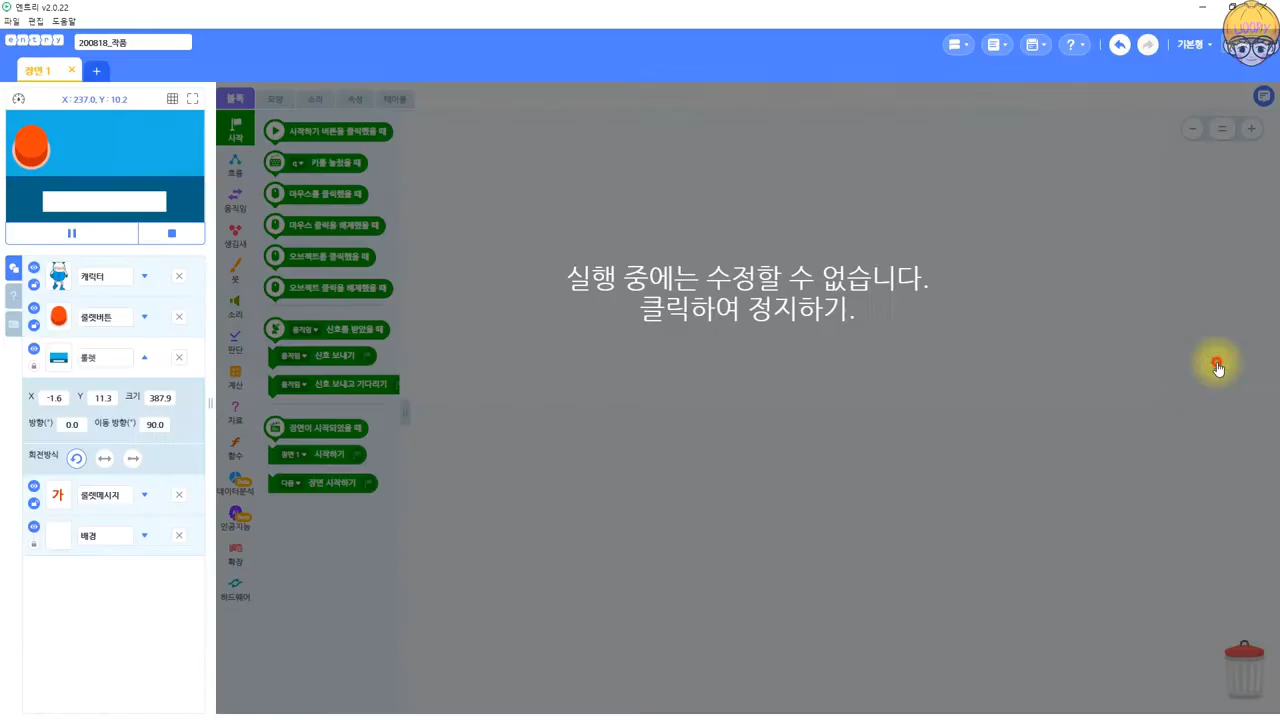 엔트리 v2.0.22
파일 편집 도움말
entry
200818_작품
기본형
장면 1
X : 237.0, Y : 10.2
블록
모양
소리
속성
테이블
시작
흐름
움직임
생김새
붓
소리
판단
계산
자료
함수
데이터분석
Beta
인공지능
확장
하드웨어
시작하기 버튼을 클릭했을 때
q 키를 눌렀을 때
마우스를 클릭했을 때
마우스 클릭을 해제했을 때
오브젝트를 클릭했을 때
오브젝트 클릭을 해제했을 때
움직임 신호를 받았을 때
움직임 신호 보내기
움직임 신호 보내고 기다리기
장면이 시작되었을 때
장면 1 시작하기
다음 장면 시작하기
실행 중에는 수정할 수 없습니다.
클릭하여 정지하기.
캐릭터
룰렛버튼
룰렛
X -1.6 Y 11.3 크기 387.9
방향(°) 0.0 이동 방향(°) 90.0
회전방식
가
룰렛메시지
배경